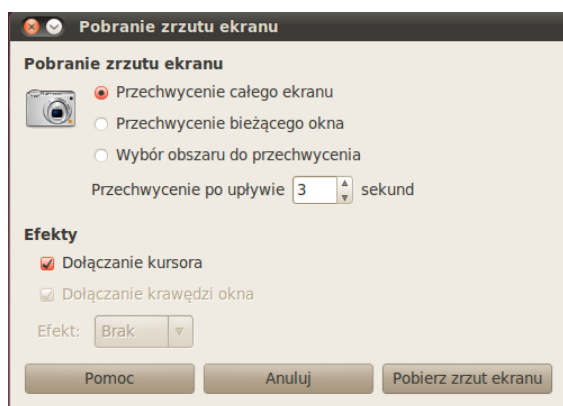 Pobranie zrzutu ekranu
Pobranie zrzutu ekranu
Przechwycenie całego ekranu
Przechwycenie bieżącego okna
Wybór obszaru do przechwycenia
Przechwycenie po upływie 3 sekund
Efekty
Dołączanie kursora
Dołączanie krawędzi okna
Efekt: Brak
Pomoc Anuluj Pobierz zrzut ekranu